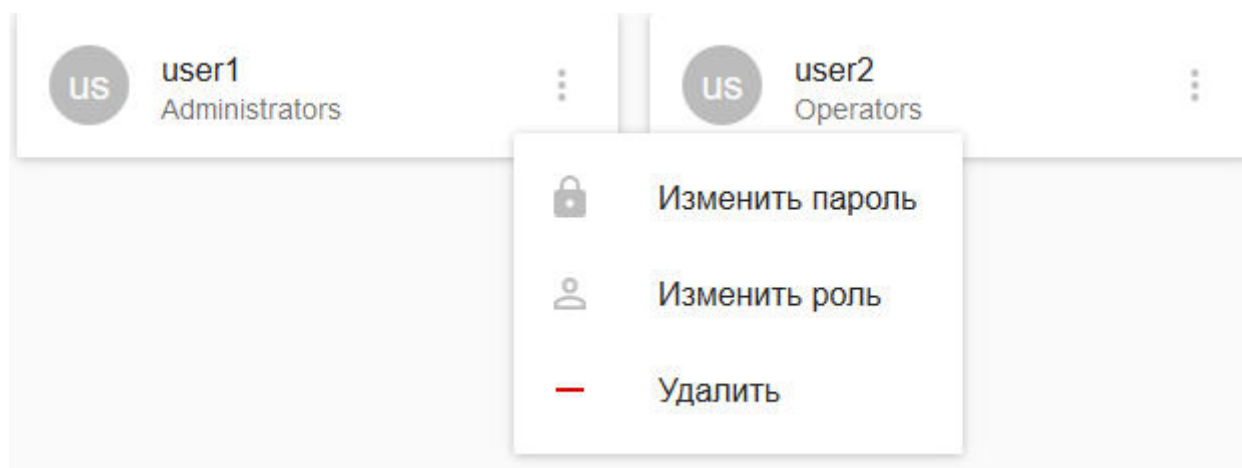 us
user1
Administrators
us
user2
Operators
Изменить пароль
Изменить роль
Удалить